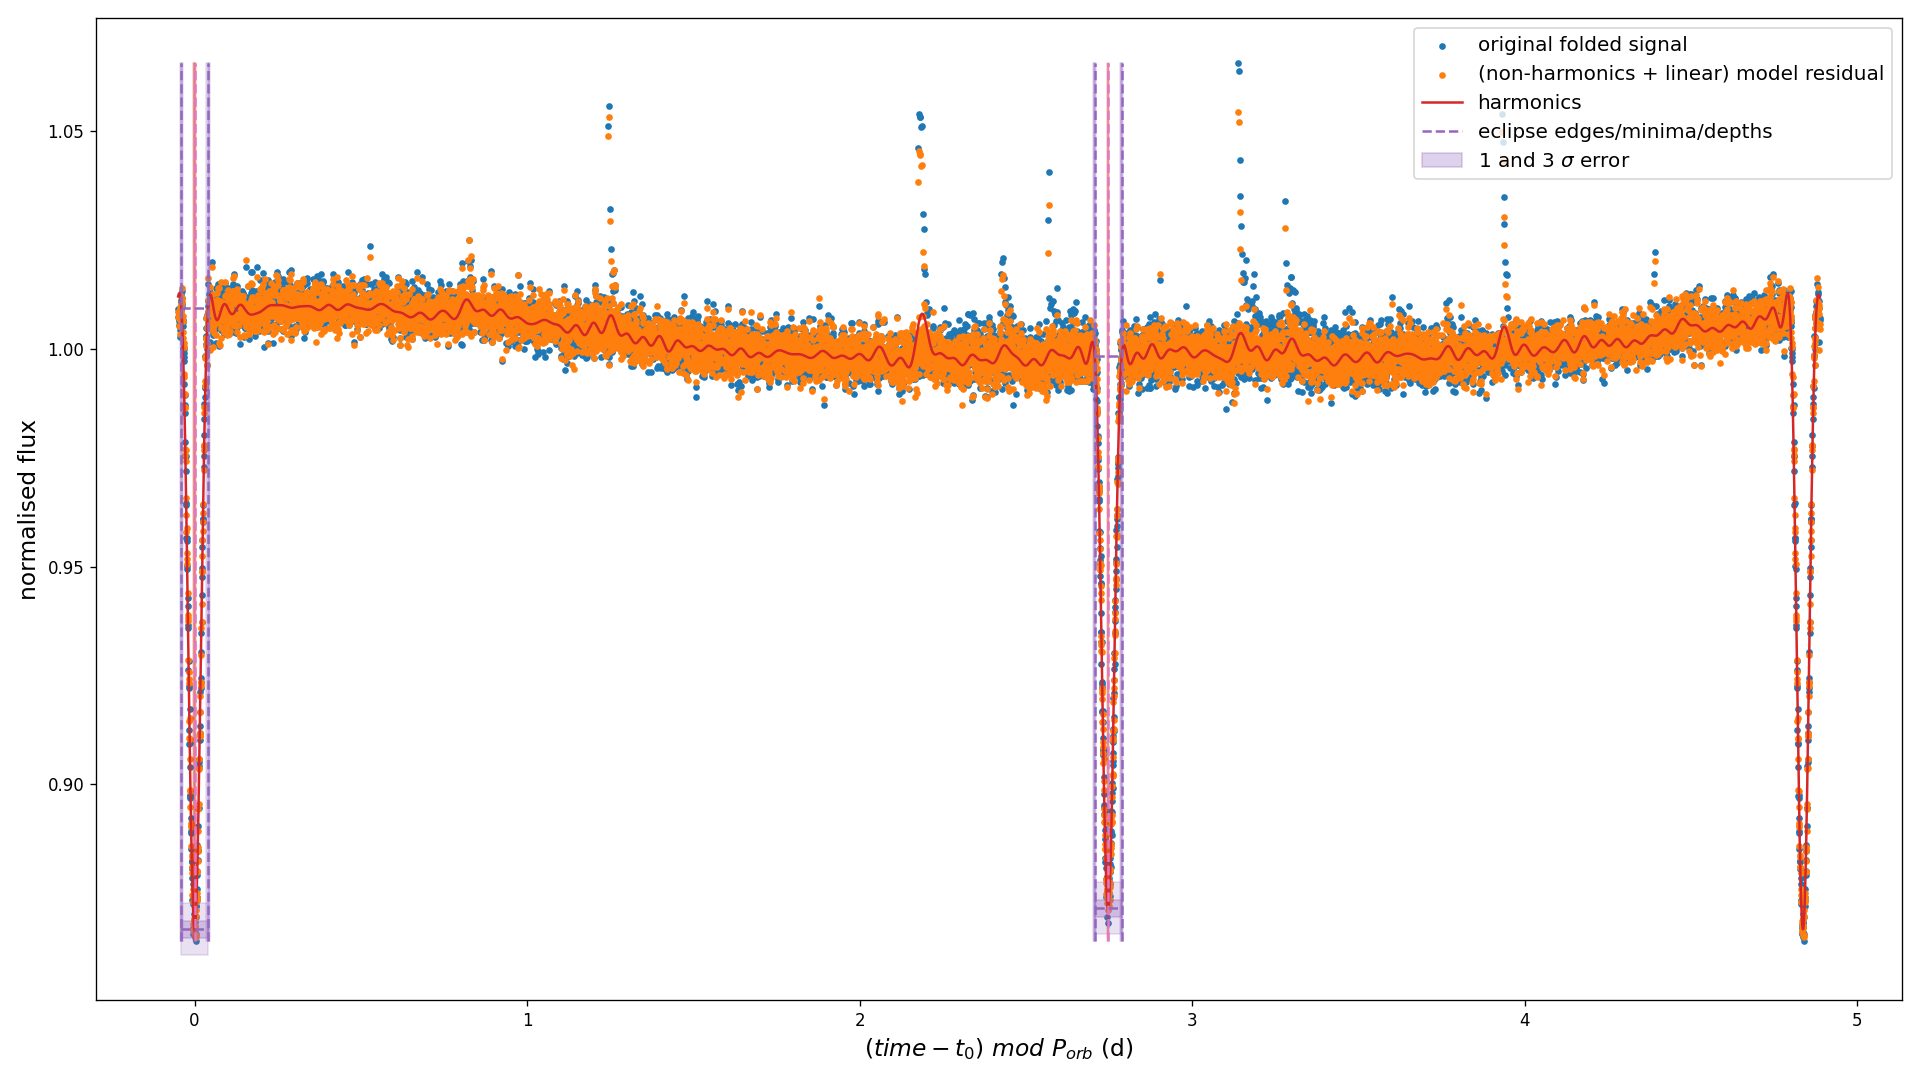 original folded signal
(non-harmonics + linear) model residual
harmonics
eclipse edges/minima/depths
1 and 3 σ error
normalised flux
1.05
1.00
0.95
0.90
0
1
2
3
4
5
(time − t₀) mod Pₒᵣb (d)